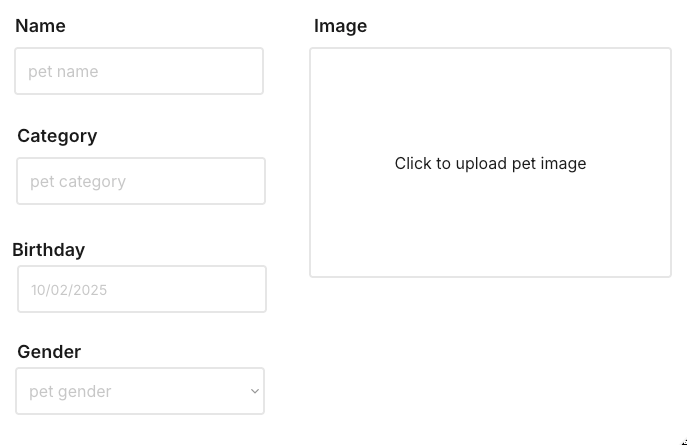 Name
pet name
Category
pet category
Birthday
10/02/2025
Gender
pet gender
Image
Click to upload pet image